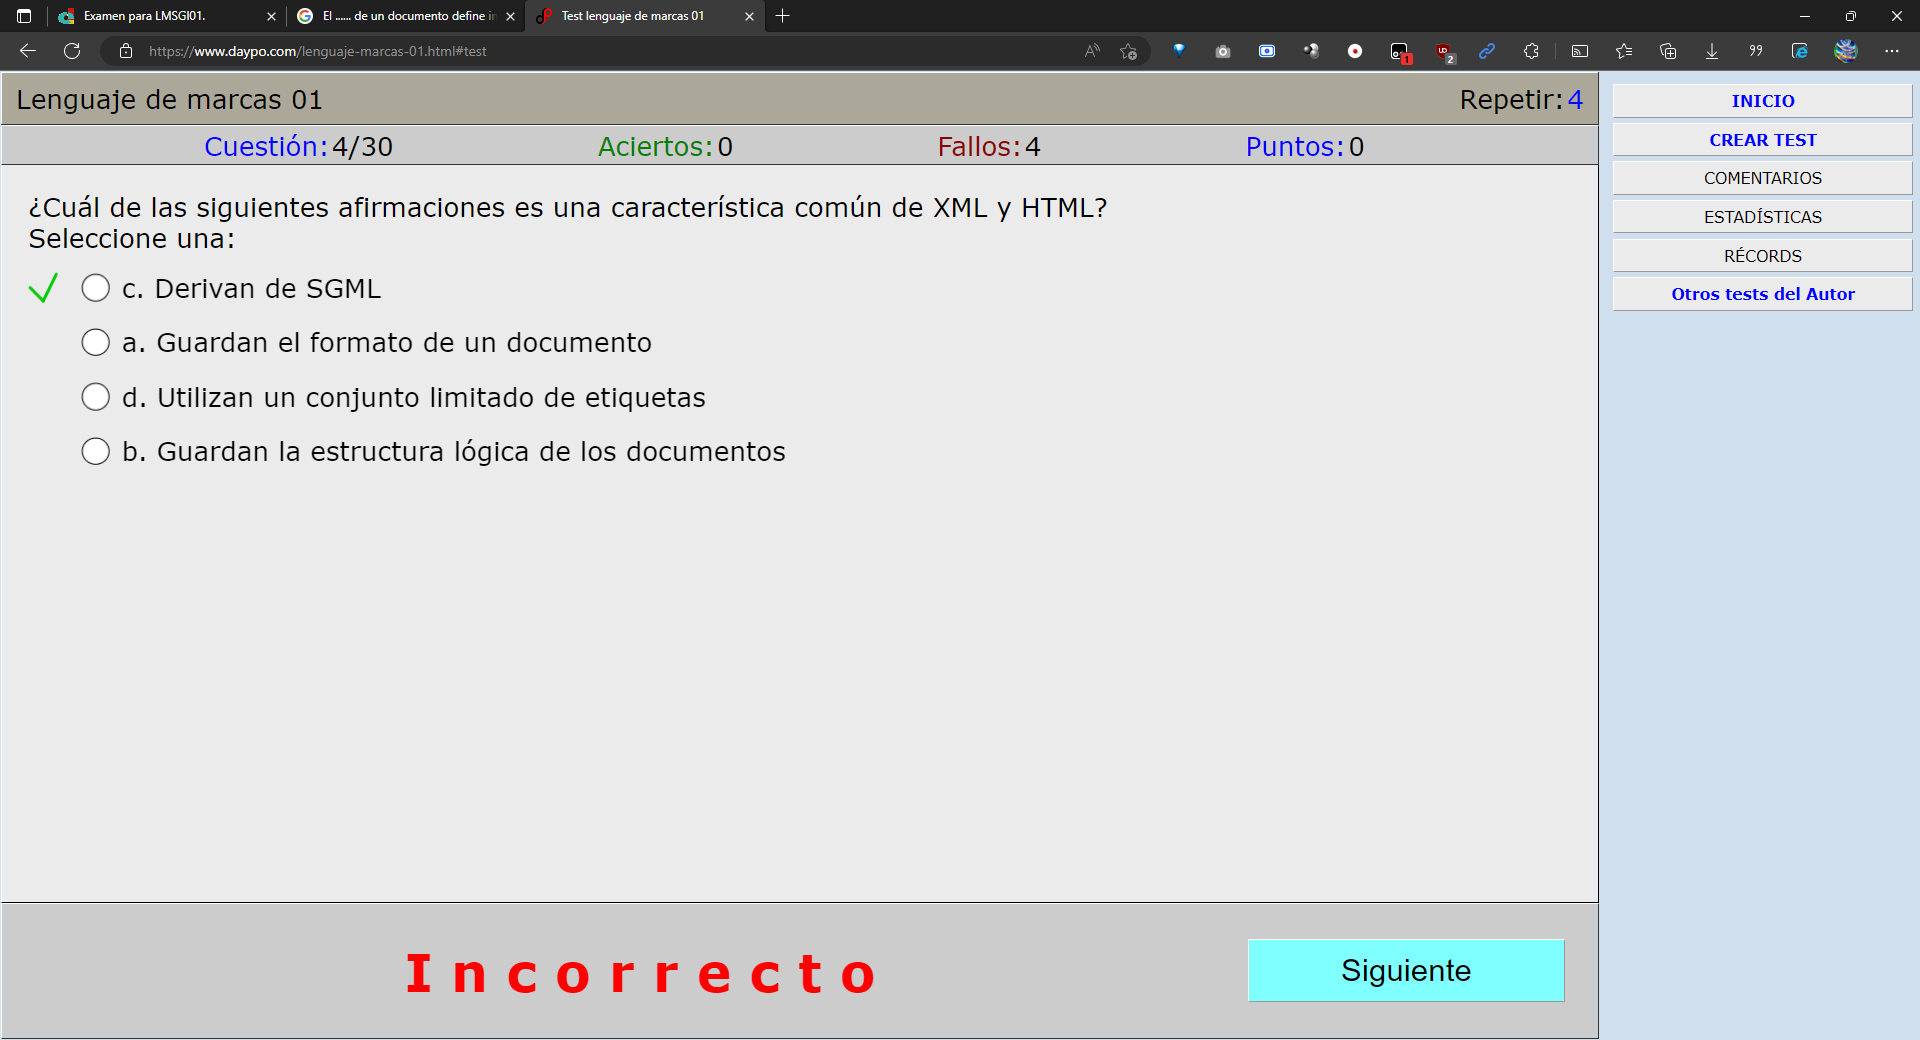 Examen para LMSGI01.
El ...... de un documento define in
Test lenguaje de marcas 01
https://www.daypo.com/lenguaje-marcas-01.html#test
1
2
Lenguaje de marcas 01
Repetir: 4
Cuestión: 4/30
Aciertos: 0
Fallos: 4
Puntos: 0
¿Cuál de las siguientes afirmaciones es una característica común de XML y HTML?
Seleccione una:
c. Derivan de SGML
a. Guardan el formato de un documento
d. Utilizan un conjunto limitado de etiquetas
b. Guardan la estructura lógica de los documentos
Incorrecto
Siguiente
INICIO
CREAR TEST
COMENTARIOS
ESTADÍSTICAS
RÉCORDS
Otros tests del Autor